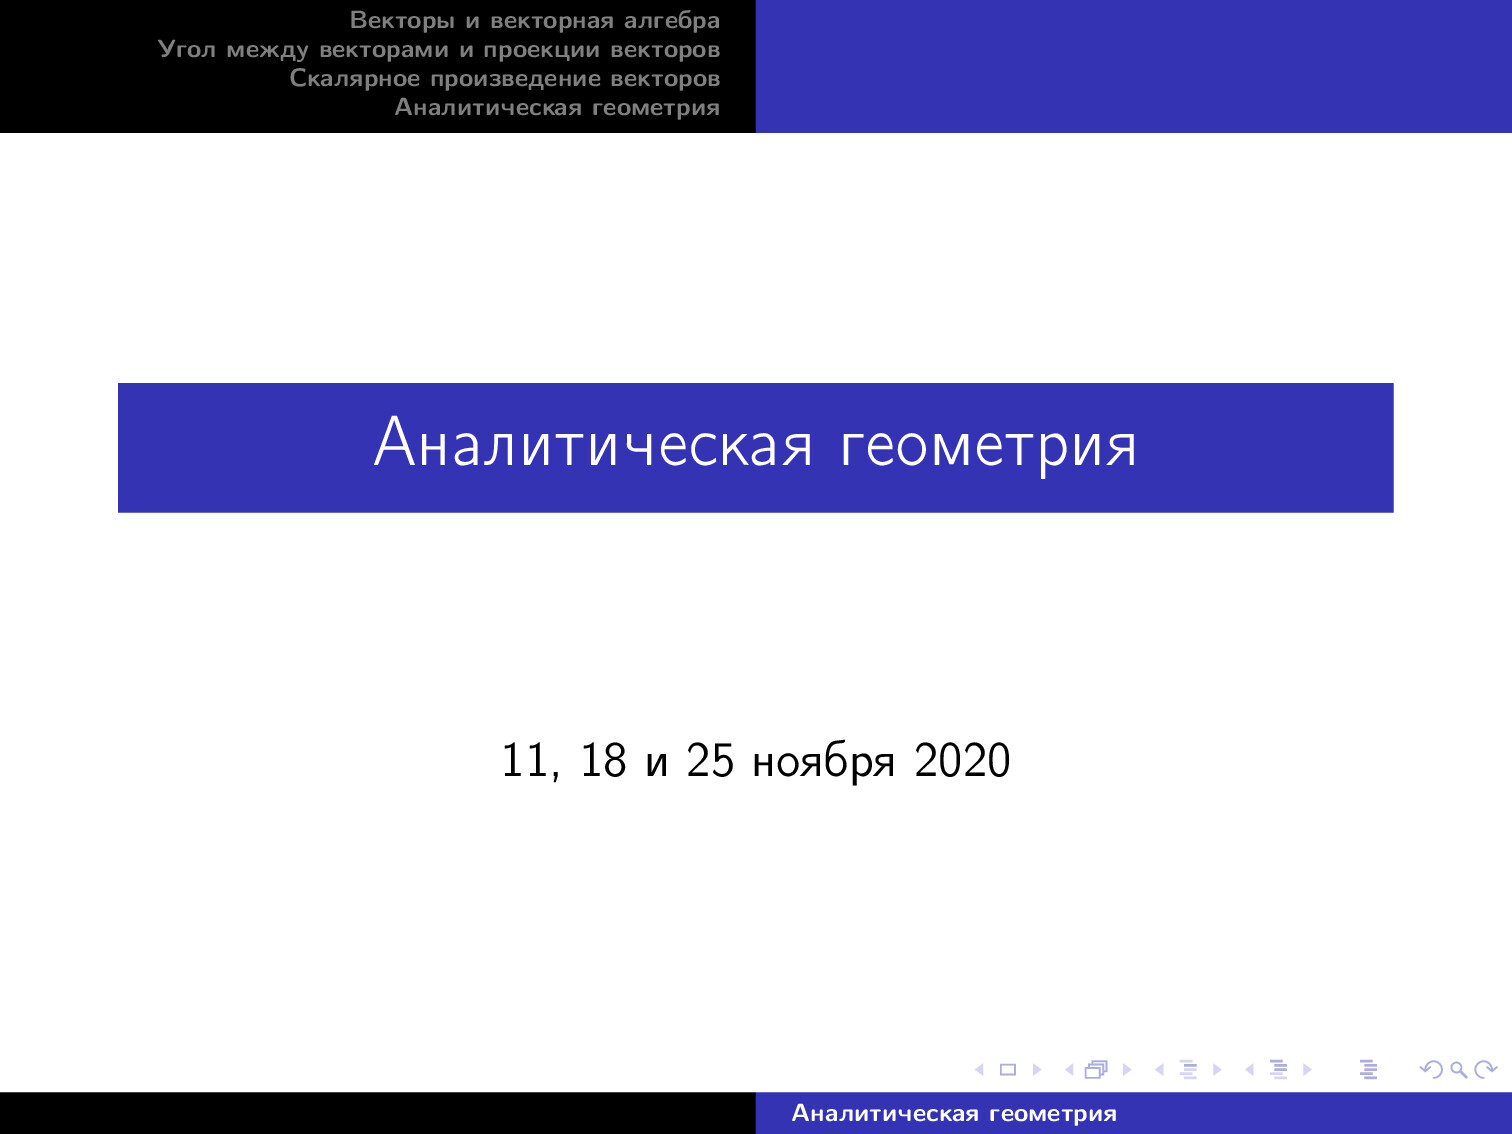 Векторы и векторная алгебра
Угол между векторами и проекции векторов
Скалярное произведение векторов
Аналитическая геометрия
Аналитическая геометрия
11, 18 и 25 ноября 2020
Аналитическая геометрия